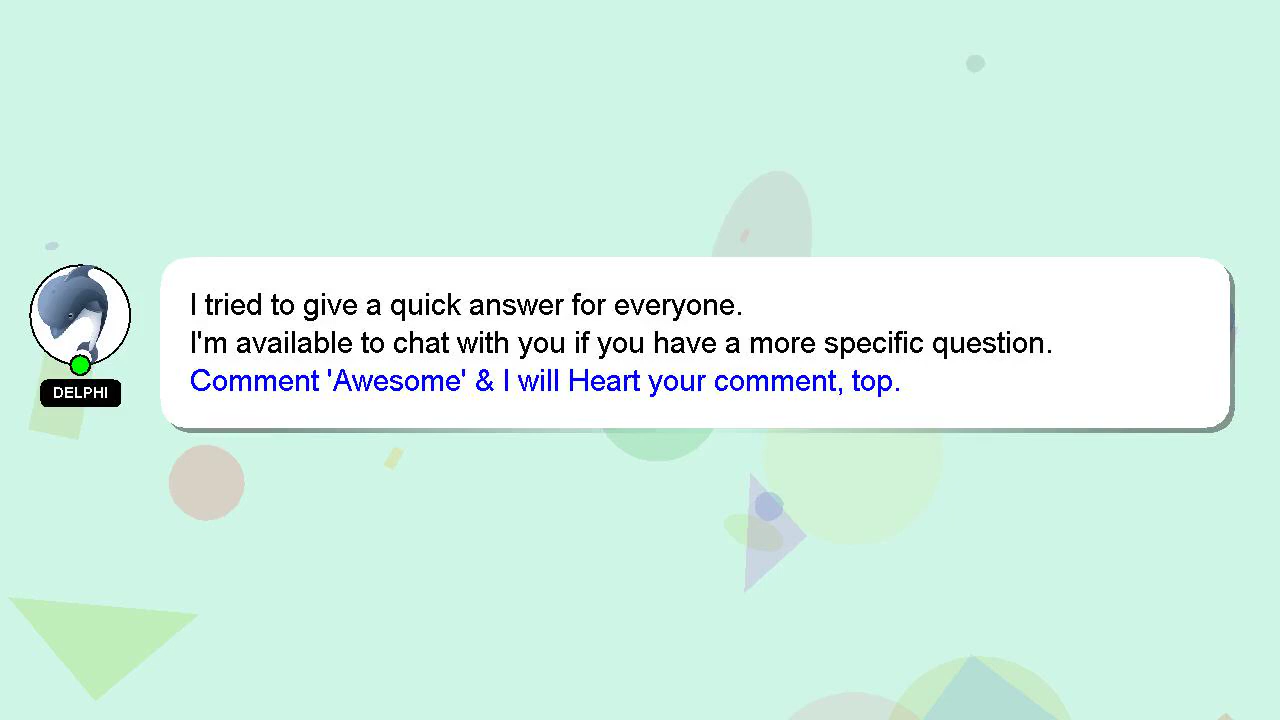 I tried to give a quick answer for everyone.
I'm available to chat with you if you have a more specific question.
Comment 'Awesome' & I will Heart your comment, top.
DELPHI